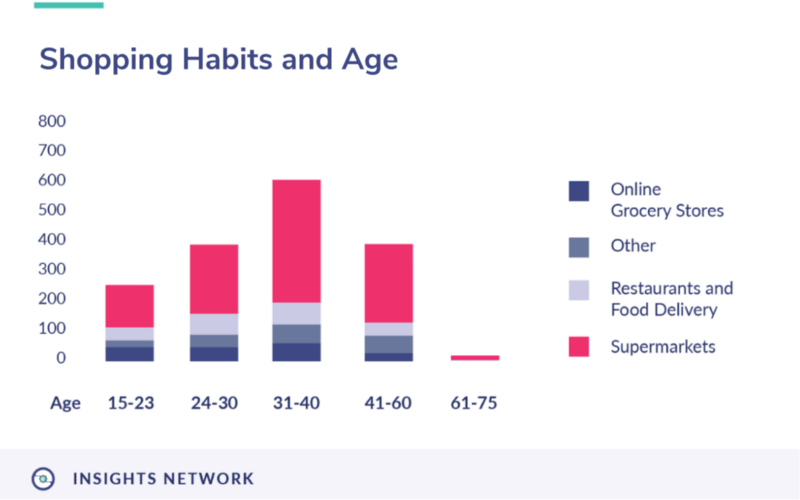 Shopping Habits and Age
800
700
600
500
400
300
200
100
0
Age 15-23 24-30 31-40 41-60 61-75
Online
Grocery Stores
Other
Restaurants and
Food Delivery
Supermarkets
INSIGHTS NETWORK